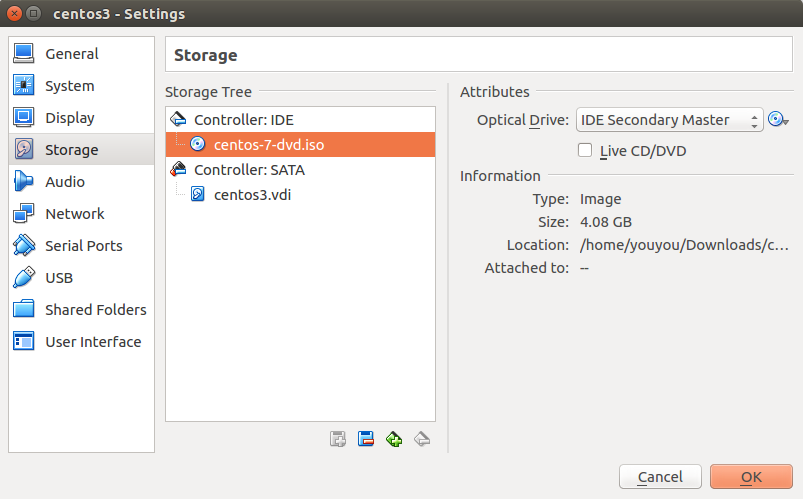 centos3 - Settings
General
System
Display
Storage
Audio
Network
Serial Ports
USB
Shared Folders
User Interface
Storage
Storage Tree
Controller: IDE
centos-7-dvd.iso
Controller: SATA
centos3.vdi
Attributes
Optical Drive: IDE Secondary Master
Live CD/DVD
Information
Type: Image
Size: 4.08 GB
Location: /home/youyou/Downloads/c...
Attached to: --
Cancel
OK